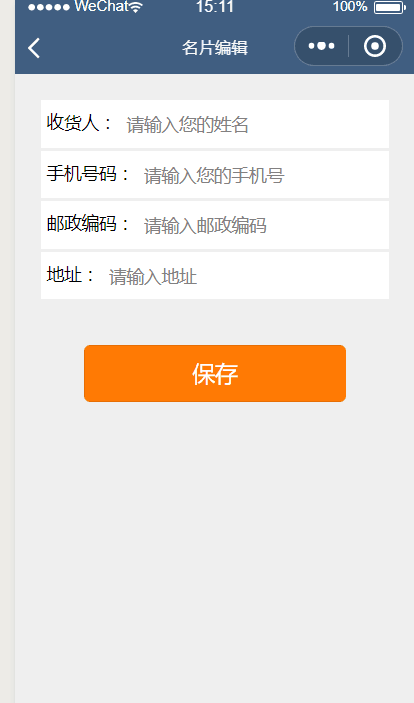 WeChat 15:11 100%
名片编辑
收货人： 请输入您的姓名
手机号码： 请输入您的手机号
邮政编码： 请输入邮政编码
地址： 请输入地址
保存